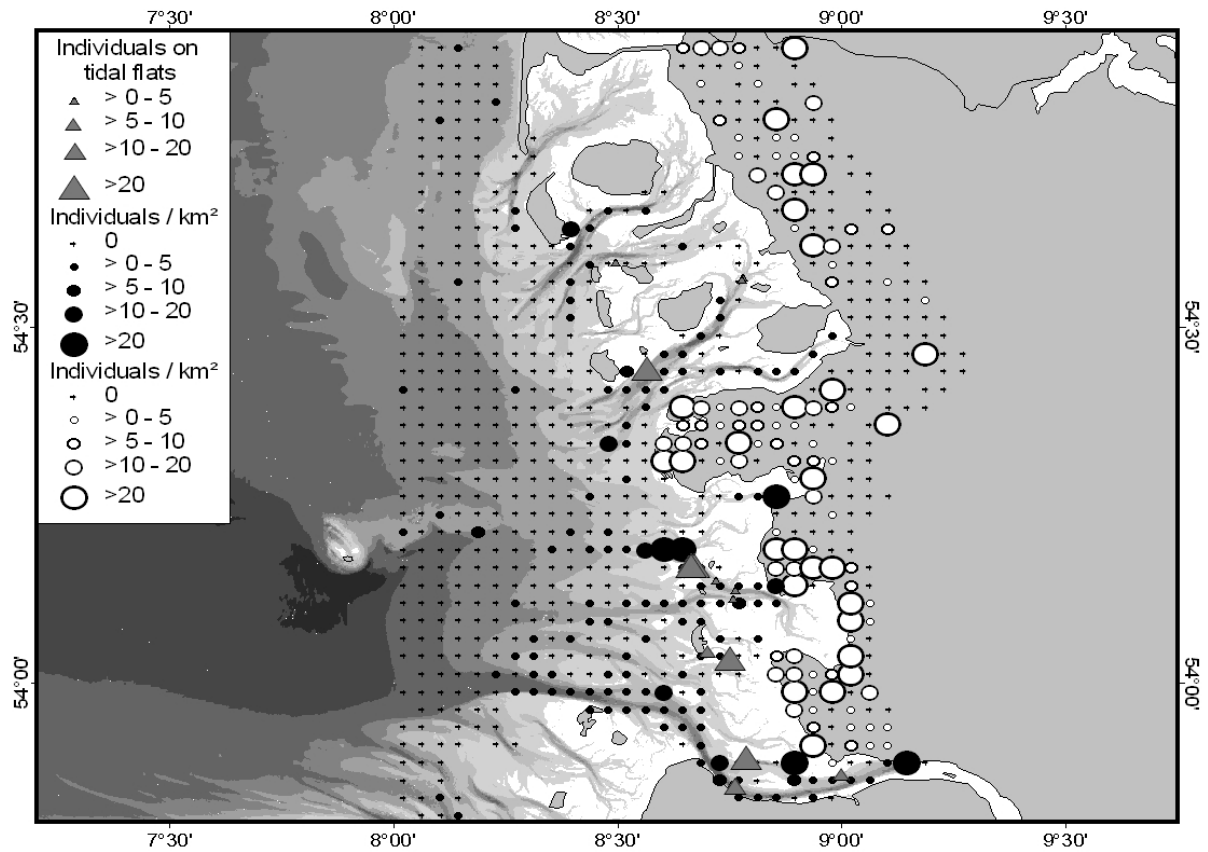 7°30' 8°00' 8°30' 9°00' 9°30'
Individuals on
tidal flats
> 0 - 5
> 5 - 10
>10 - 20
>20
Individuals / km²
0
> 0 - 5
> 5 - 10
>10 - 20
>20
Individuals / km²
0
> 0 - 5
> 5 - 10
>10 - 20
>20
54°30' 54°30'
54°00' 54°00'
7°30' 8°00' 8°30' 9°00' 9°30'